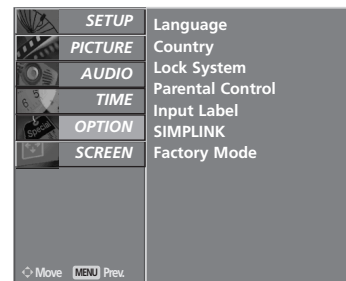 SETUP
PICTURE
AUDIO
TIME
OPTION
SCREEN
Language
Country
Lock System
Parental Control
Input Label
SIMPLINK
Factory Mode
Special
Move MENU Prev.